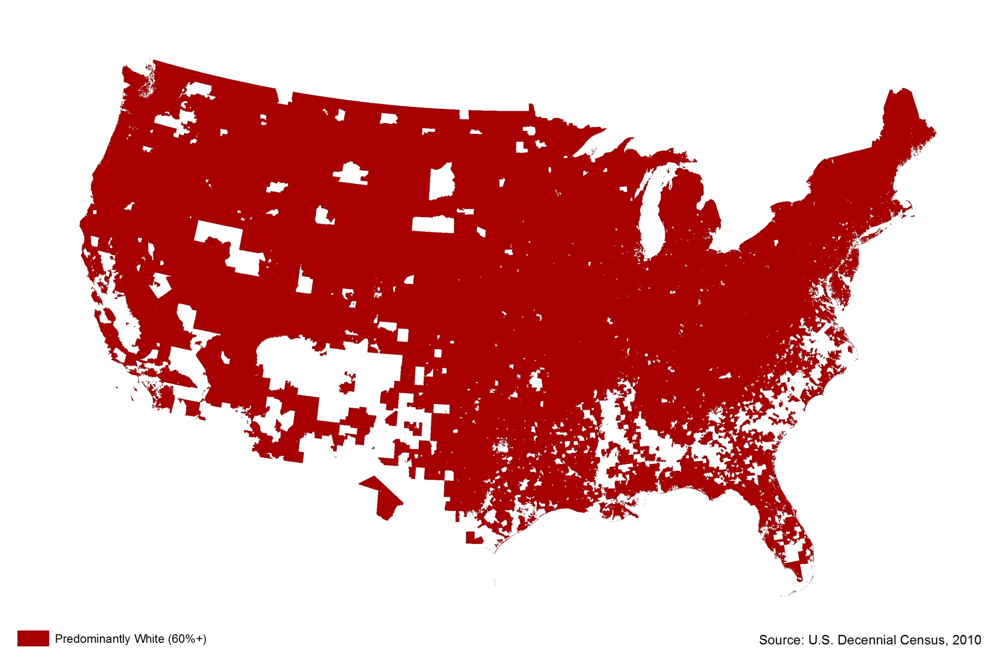 Predominantly White (60%+)
Source: U.S. Decennial Census, 2010